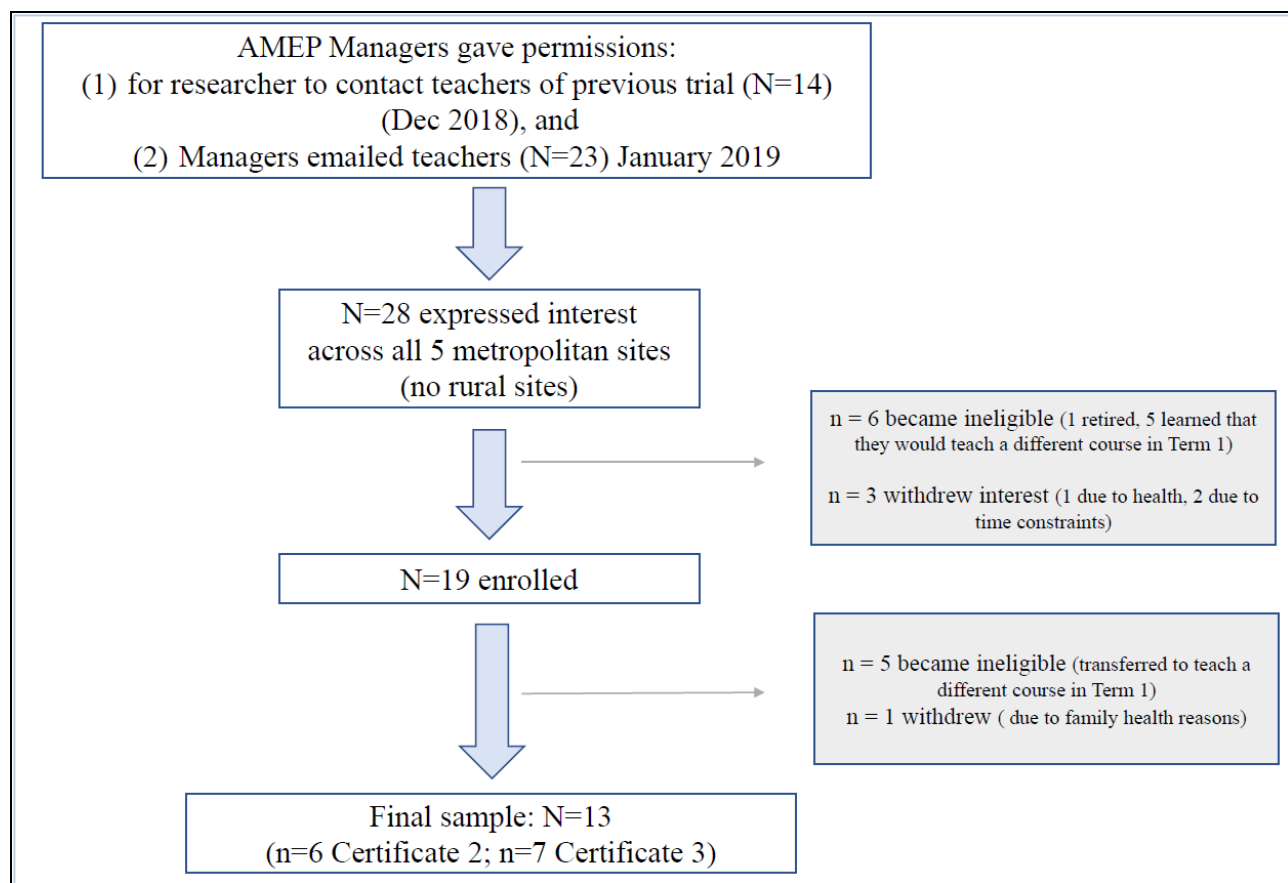 AMEP Managers gave permissions:
(1) for researcher to contact teachers of previous trial (N=14)
(Dec 2018), and
(2) Managers emailed teachers (N=23) January 2019
N=28 expressed interest
across all 5 metropolitan sites
(no rural sites)
n = 6 became ineligible (1 retired, 5 learned that
they would teach a different course in Term 1)
n = 3 withdrew interest (1 due to health, 2 due to
time constraints)
N=19 enrolled
n = 5 became ineligible (transferred to teach a
different course in Term 1)
n = 1 withdrew ( due to family health reasons)
Final sample: N=13
(n=6 Certificate 2; n=7 Certificate 3)